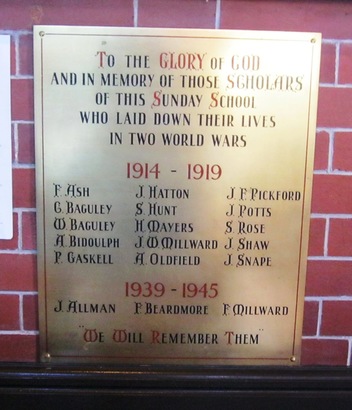 To the GLORY of GOD
AND IN MEMORY OF THOSE SCHOLARS
OF THIS SUNDAY SCHOOL
WHO LAID DOWN THEIR LIVES
IN TWO WORLD WARS
1914 - 1919
F. ASH J. HATTON J. F. PICKFORD
G. BAGULEY S. HUNT J. POTTS
W. BAGULEY H. MAYERS S. ROSE
A. BIDOULPH J. W. MILLWARD J. SHAW
P. GASKELL A. OLDFIELD J. SNAPE
1939 - 1945
J. ALLMAN F. BEARDMORE F. MILLWARD
"WE WILL REMEMBER THEM"